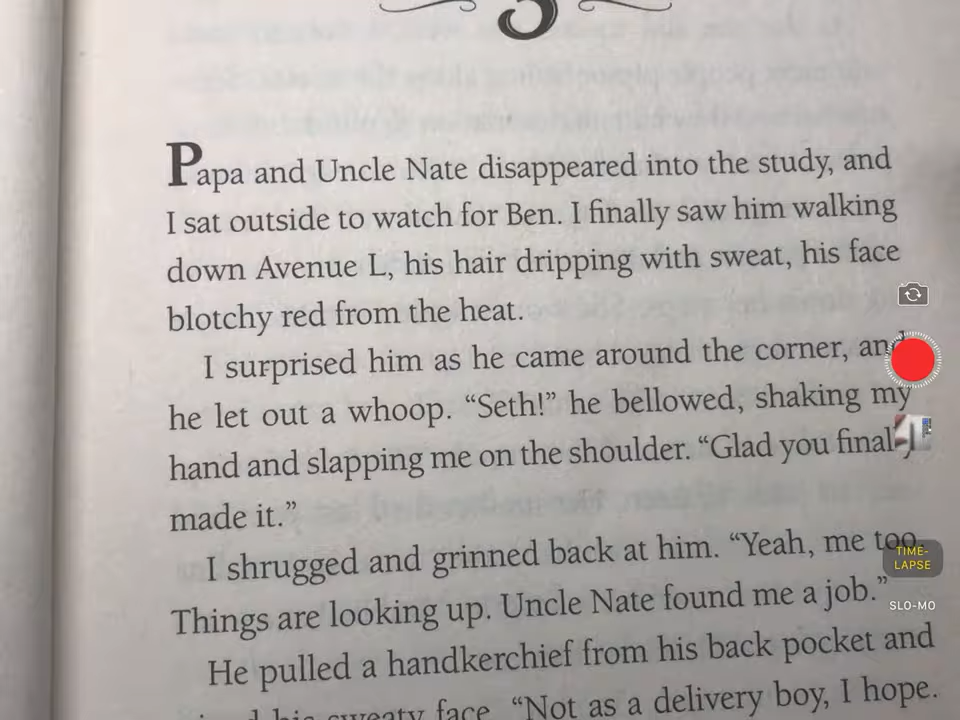 3
Papa and Uncle Nate disappeared into the study, and
I sat outside to watch for Ben. I finally saw him walking
down Avenue L, his hair dripping with sweat, his face
blotchy red from the heat.
I surprised him as he came around the corner, and
he let out a whoop. “Seth!” he bellowed, shaking my
hand and slapping me on the shoulder. “Glad you finally
made it.”
I shrugged and grinned back at him. “Yeah, me too.
TIME-
LAPSE
Things are looking up. Uncle Nate found me a job.”
SLO-MO
He pulled a handkerchief from his back pocket and
his sweaty face. “Not as a delivery boy, I hope.